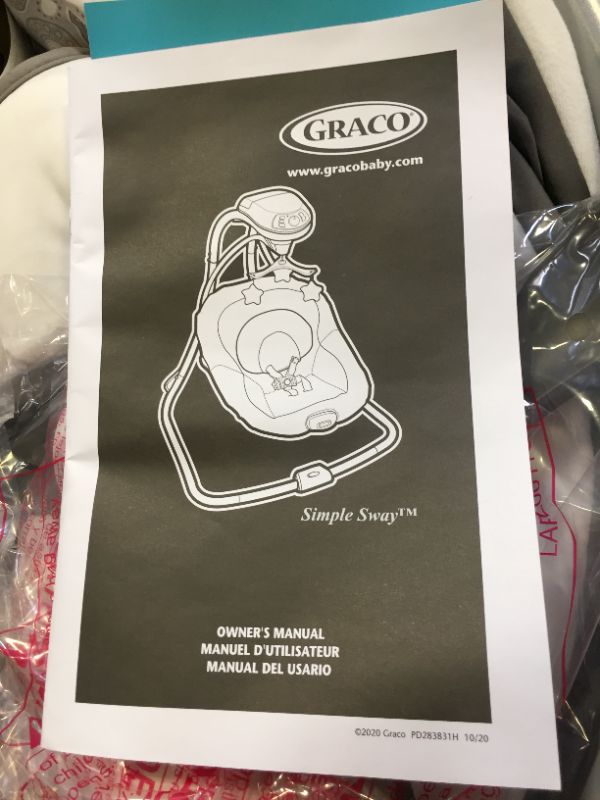 GRACO®
www.gracobaby.com
Simple Sway™
OWNER'S MANUAL
MANUEL D'UTILISATEUR
MANUAL DEL USARIO
©2020 Graco PD283831H 10/20